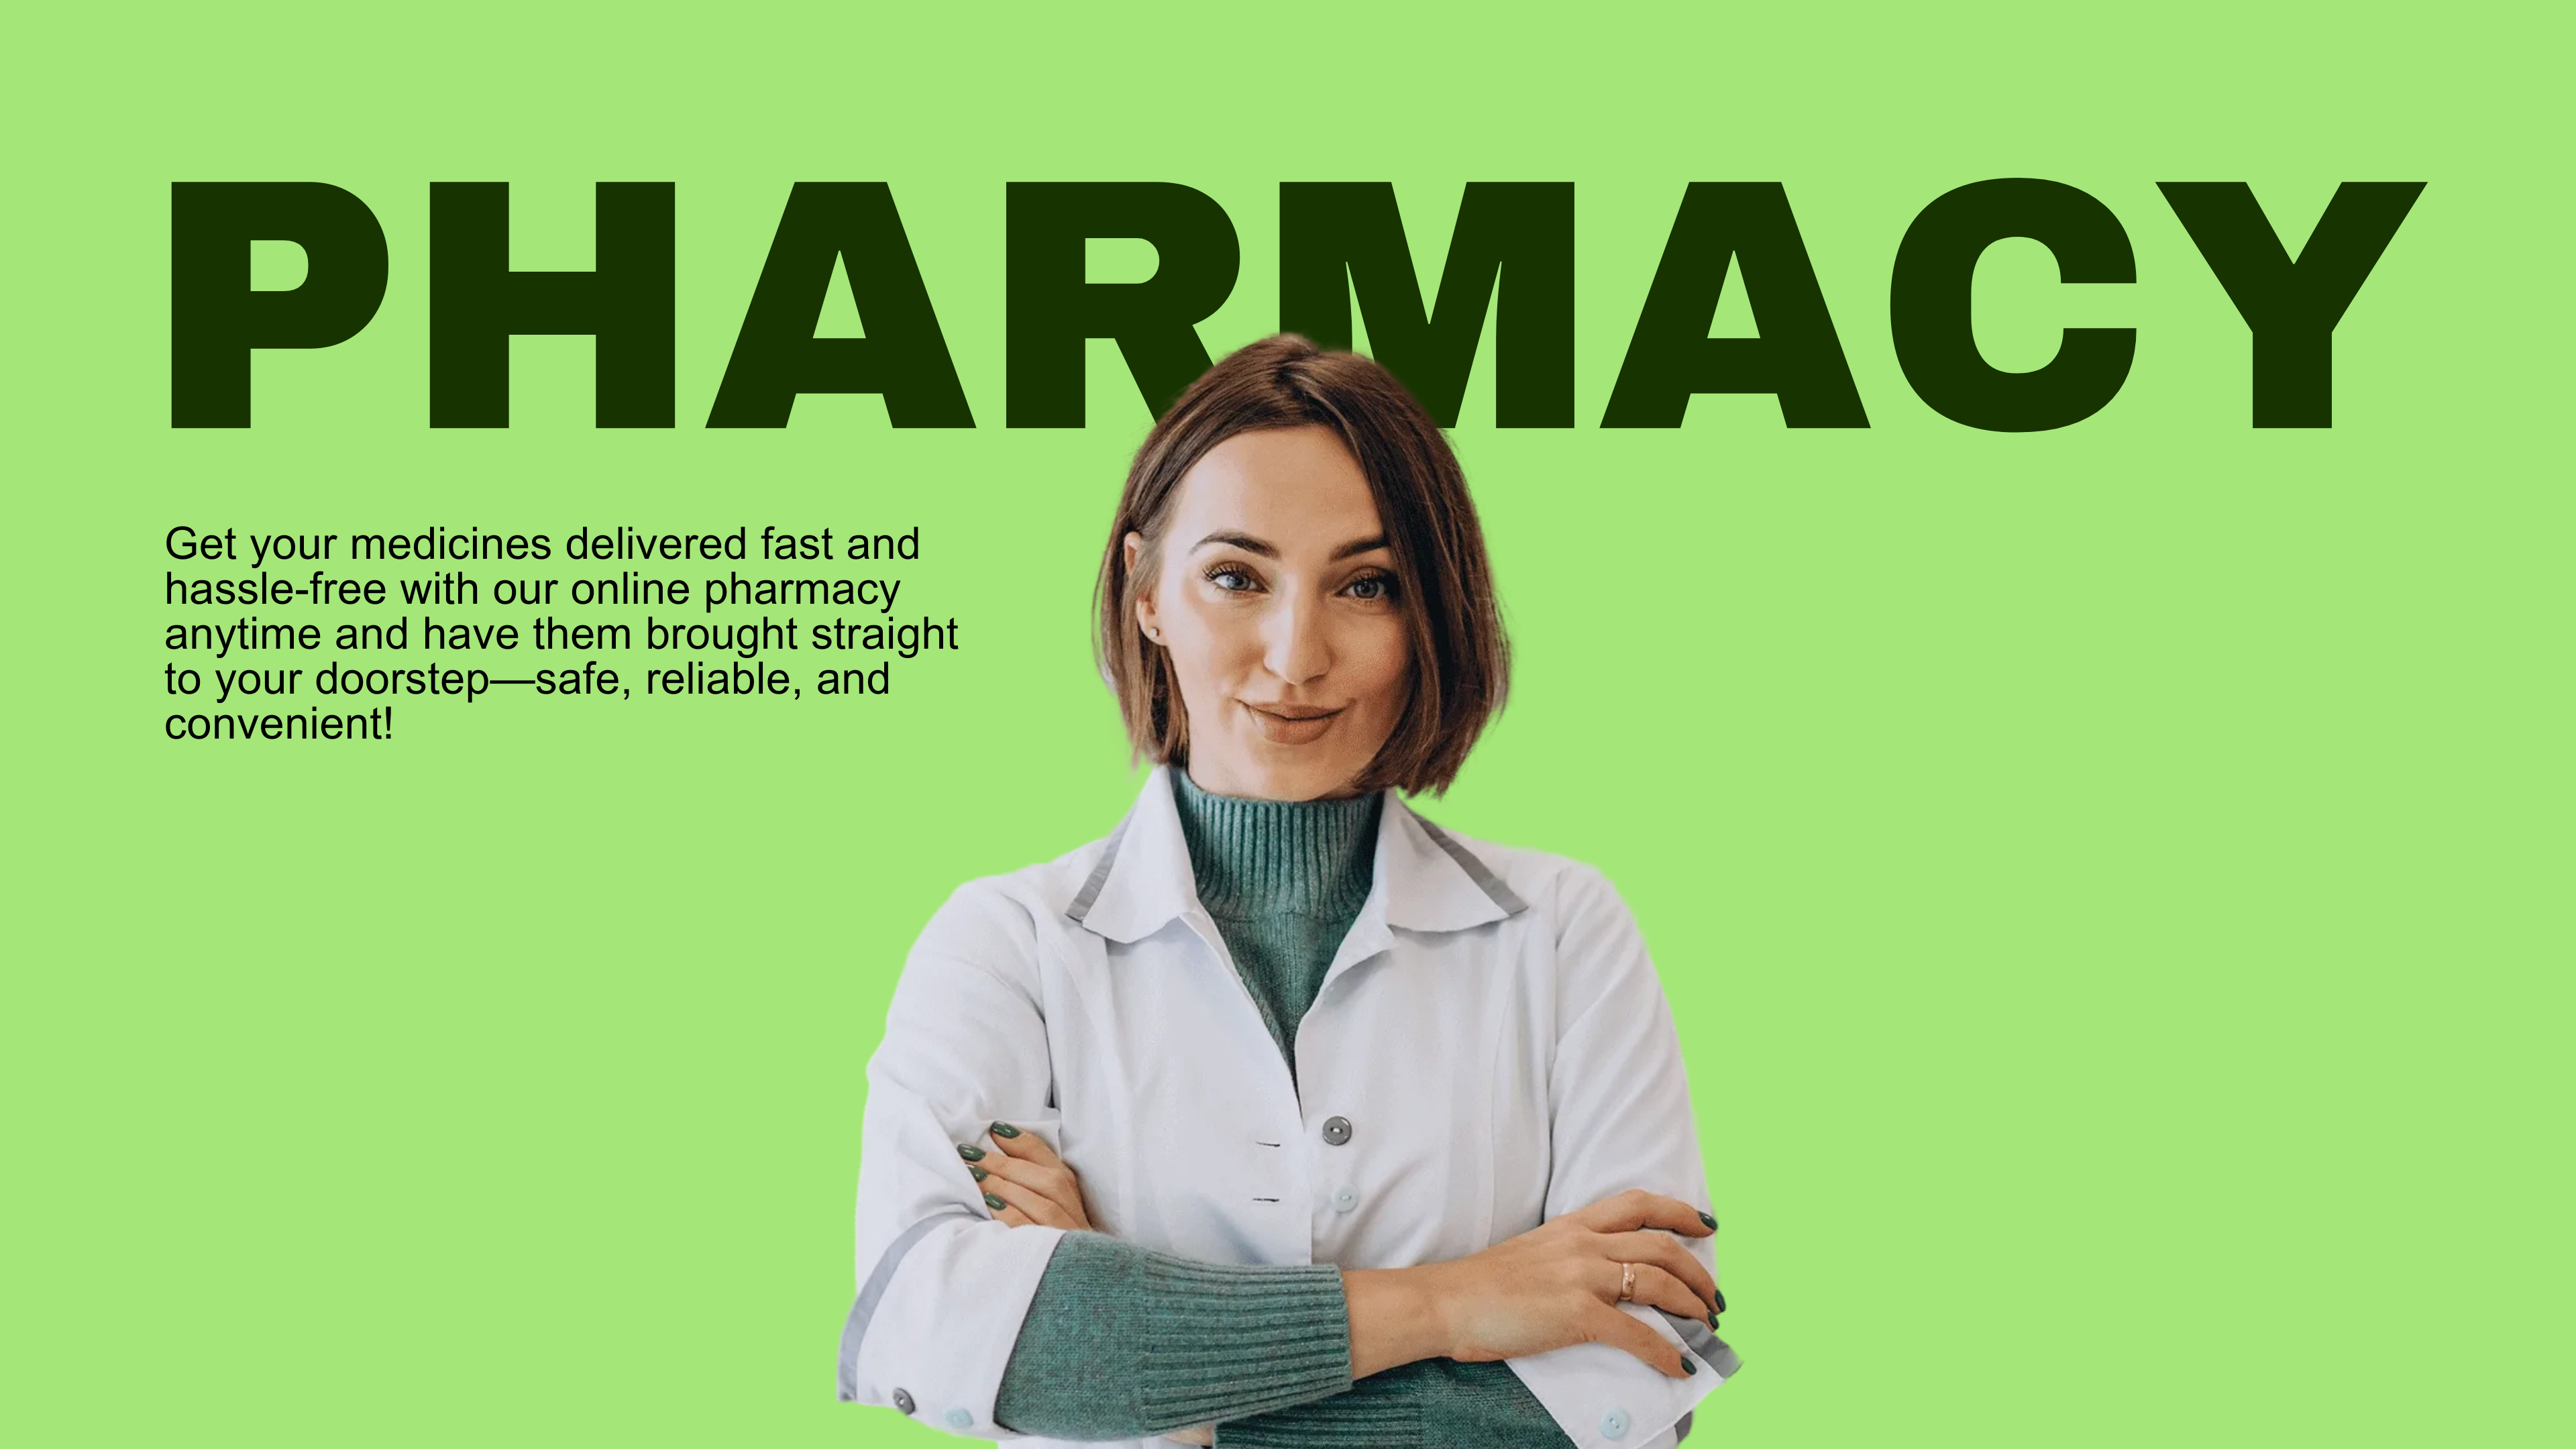 PHARMACY
Get your medicines delivered fast and
hassle-free with our online pharmacy
anytime and have them brought straight
to your doorstep—safe, reliable, and
convenient!